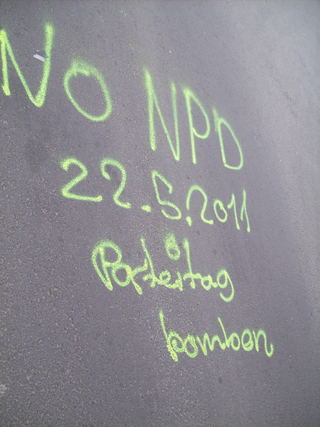 No NPD
22.5.2011
Parteitag
bomben